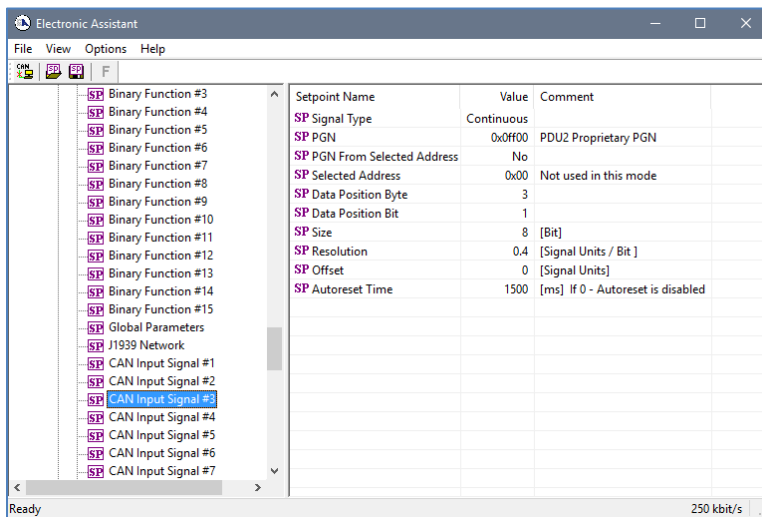 Electronic Assistant
File View Options Help
CAN SP SP F
SP Binary Function #3
SP Binary Function #4
SP Binary Function #5
SP Binary Function #6
SP Binary Function #7
SP Binary Function #8
SP Binary Function #9
SP Binary Function #10
SP Binary Function #11
SP Binary Function #12
SP Binary Function #13
SP Binary Function #14
SP Binary Function #15
SP Global Parameters
SP J1939 Network
SP CAN Input Signal #1
SP CAN Input Signal #2
SP CAN Input Signal #3
SP CAN Input Signal #4
SP CAN Input Signal #5
SP CAN Input Signal #6
SP CAN Input Signal #7
Setpoint Name Value Comment
SP Signal Type Continuous
SP PGN 0x0ff00 PDU2 Proprietary PGN
SP PGN From Selected Address No
SP Selected Address 0x00 Not used in this mode
SP Data Position Byte 3
SP Data Position Bit 1
SP Size 8 [Bit]
SP Resolution 0.4 [Signal Units / Bit ]
SP Offset 0 [Signal Units]
SP Autoreset Time 1500 [ms] If 0 - Autoreset is disabled
Ready 250 kbit/s